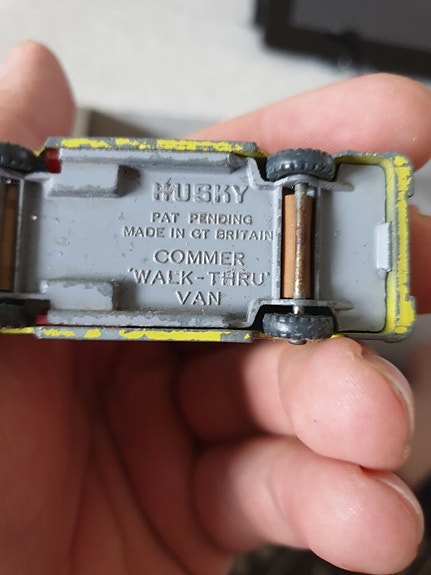 HUSKY
PAT PENDING
MADE IN GT BRITAIN
COMMER
'WALK-THRU'
VAN